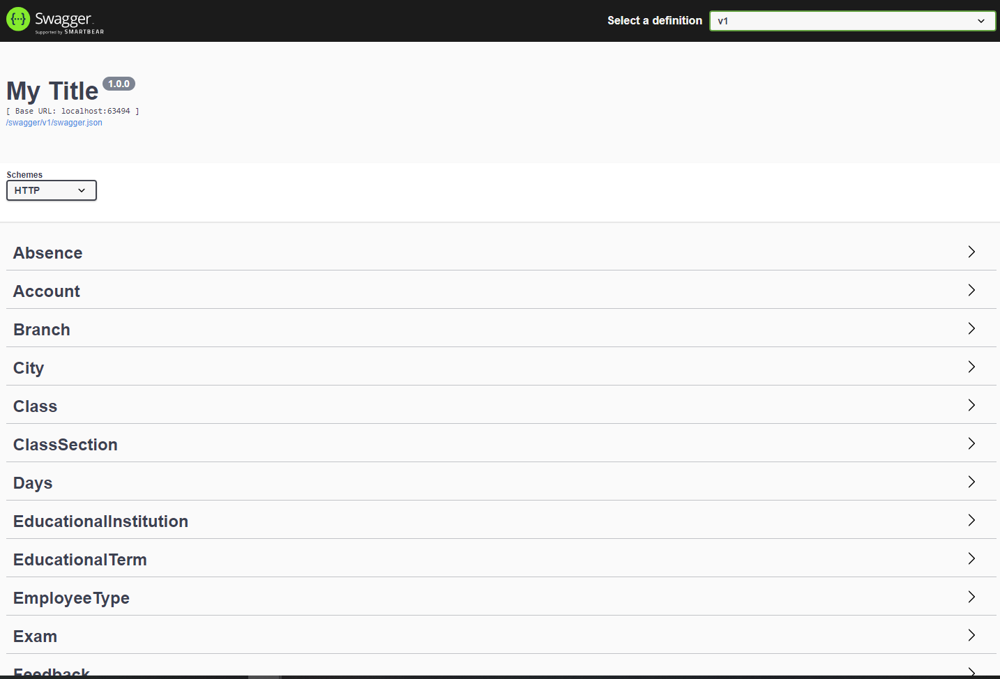 {···} Swagger
Supported by SMARTBEAR
Select a definition
v1
My Title 1.0.0
[ Base URL: localhost:63494 ]
/swagger/v1/swagger.json
Schemes
HTTP
Absence
Account
Branch
City
Class
ClassSection
Days
EducationalInstitution
EducationalTerm
EmployeeType
Exam
Feedback